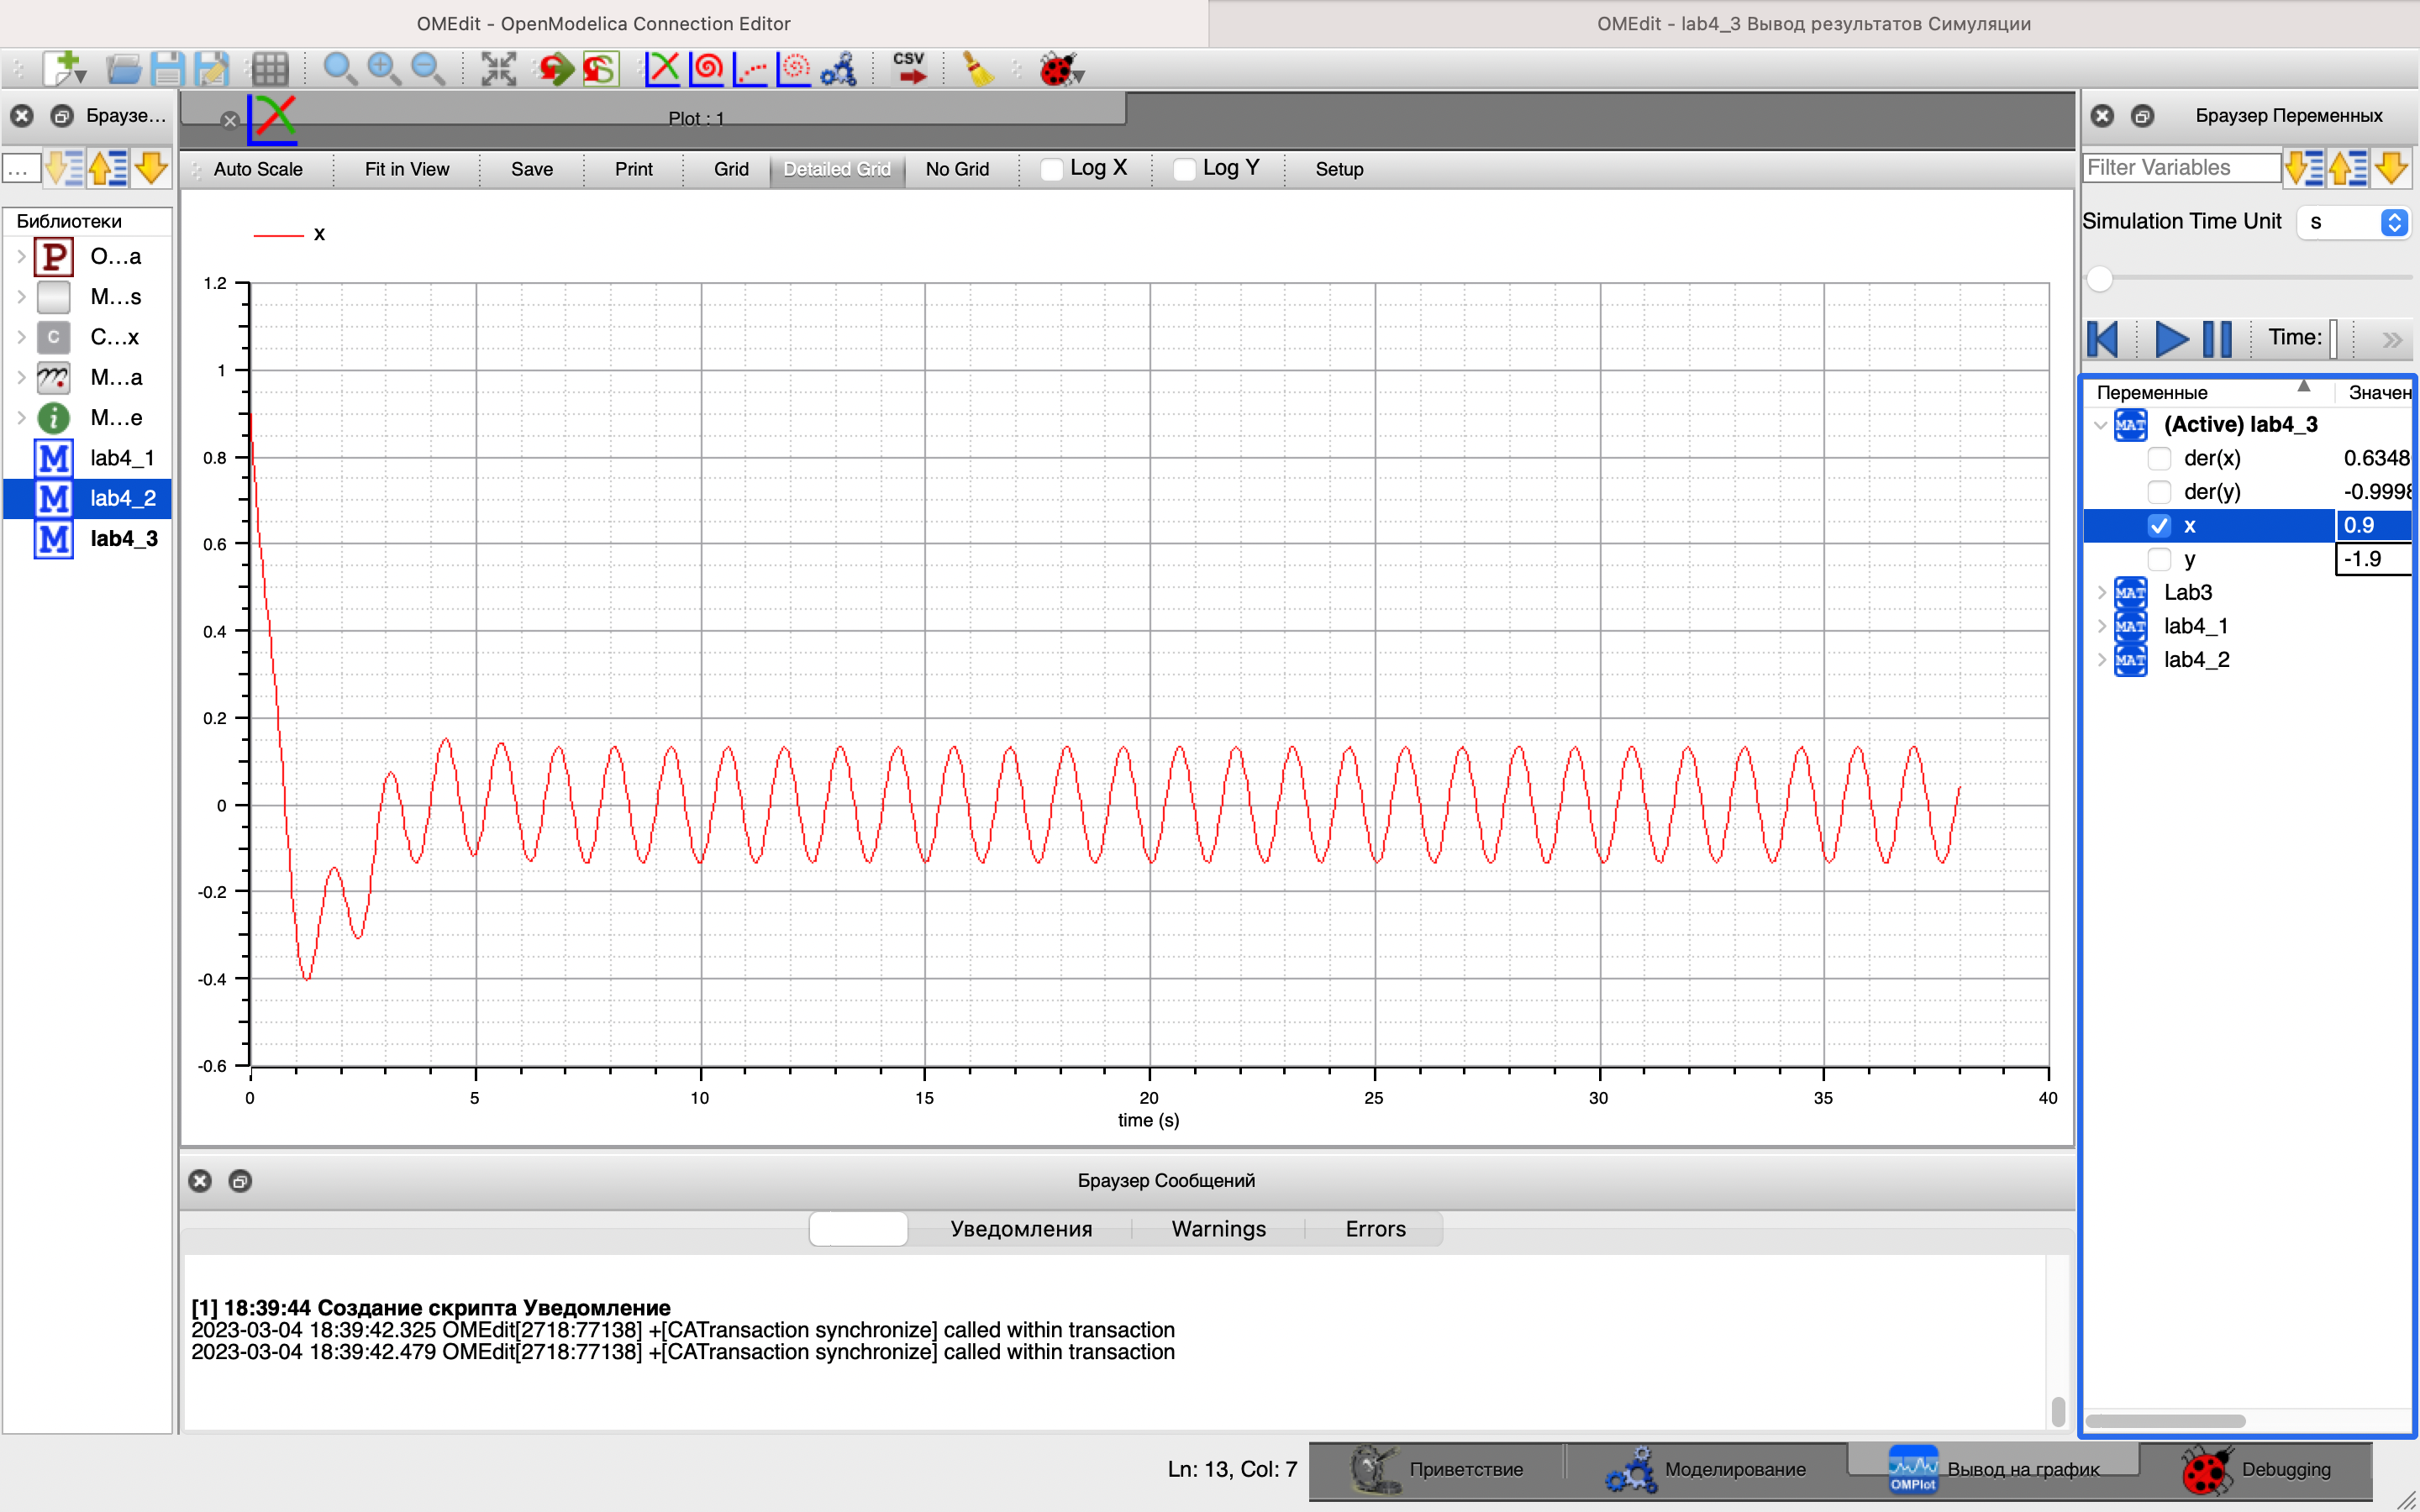 OMEdit - OpenModelica Connection Editor
OMEdit - lab4_3 Вывод результатов Симуляции
CSV
Браузе...
Plot : 1
Браузер Переменных
...
Auto Scale
Fit in View
Save
Print
Grid
Detailed Grid
No Grid
Log X
Log Y
Setup
Filter Variables
Библиотеки
P O...a
M...s
C C...x
M...a
i M...e
M lab4_1
M lab4_2
M lab4_3
x
1.2
1
0.8
0.6
0.4
0.2
0
-0.2
-0.4
-0.6
0 5 10 15 20 25 30 35 40
time (s)
Simulation Time Unit s
Time:
»
Переменные Значен
MAT (Active) lab4_3
der(x) 0.6348
der(y) -0.9998
x 0.9
y -1.9
MAT Lab3
MAT lab4_1
MAT lab4_2
Браузер Сообщений
Уведомления
Warnings
Errors
[1] 18:39:44 Создание скрипта Уведомление
2023-03-04 18:39:42.325 OMEdit[2718:77138] +[CATransaction synchronize] called within transaction
2023-03-04 18:39:42.479 OMEdit[2718:77138] +[CATransaction synchronize] called within transaction
Ln: 13, Col: 7
Приветствие
Моделирование
OMPlot
Вывод на график
Debugging